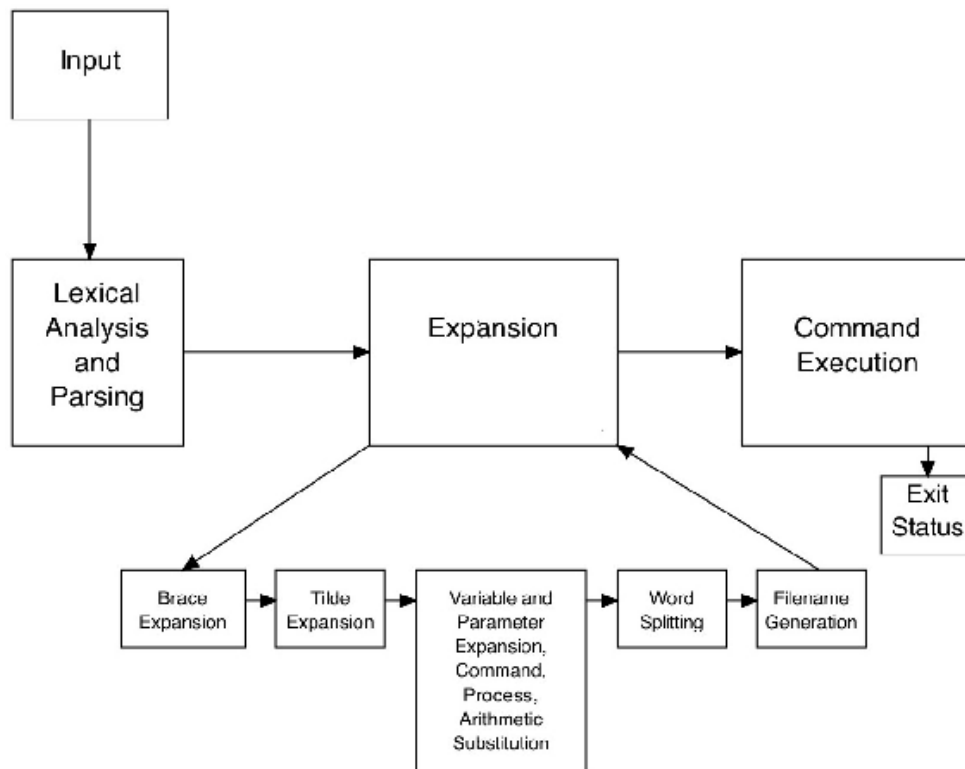 Input
Lexical
Analysis
and
Parsing
Expansion
Command
Execution
Exit
Status
Brace
Expansion
Tilde
Expansion
Variable and
Parameter
Expansion,
Command,
Process,
Arithmetic
Substitution
Word
Splitting
Filename
Generation